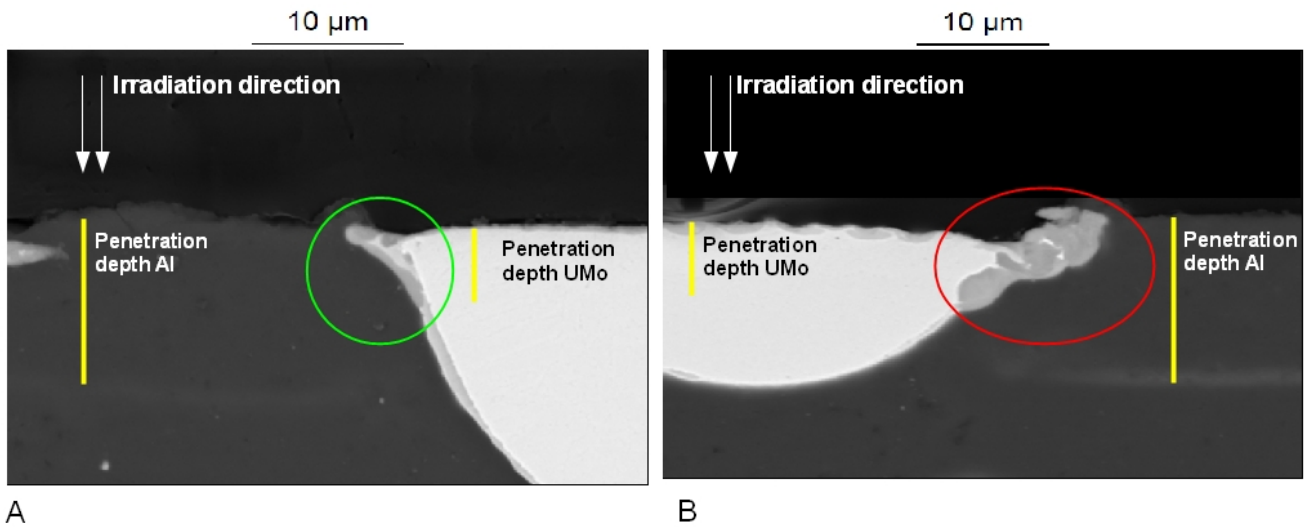 10 µm
10 µm
Irradiation direction
Irradiation direction
Penetration
depth Al
Penetration
depth UMo
Penetration
depth UMo
Penetration
depth Al
A
B